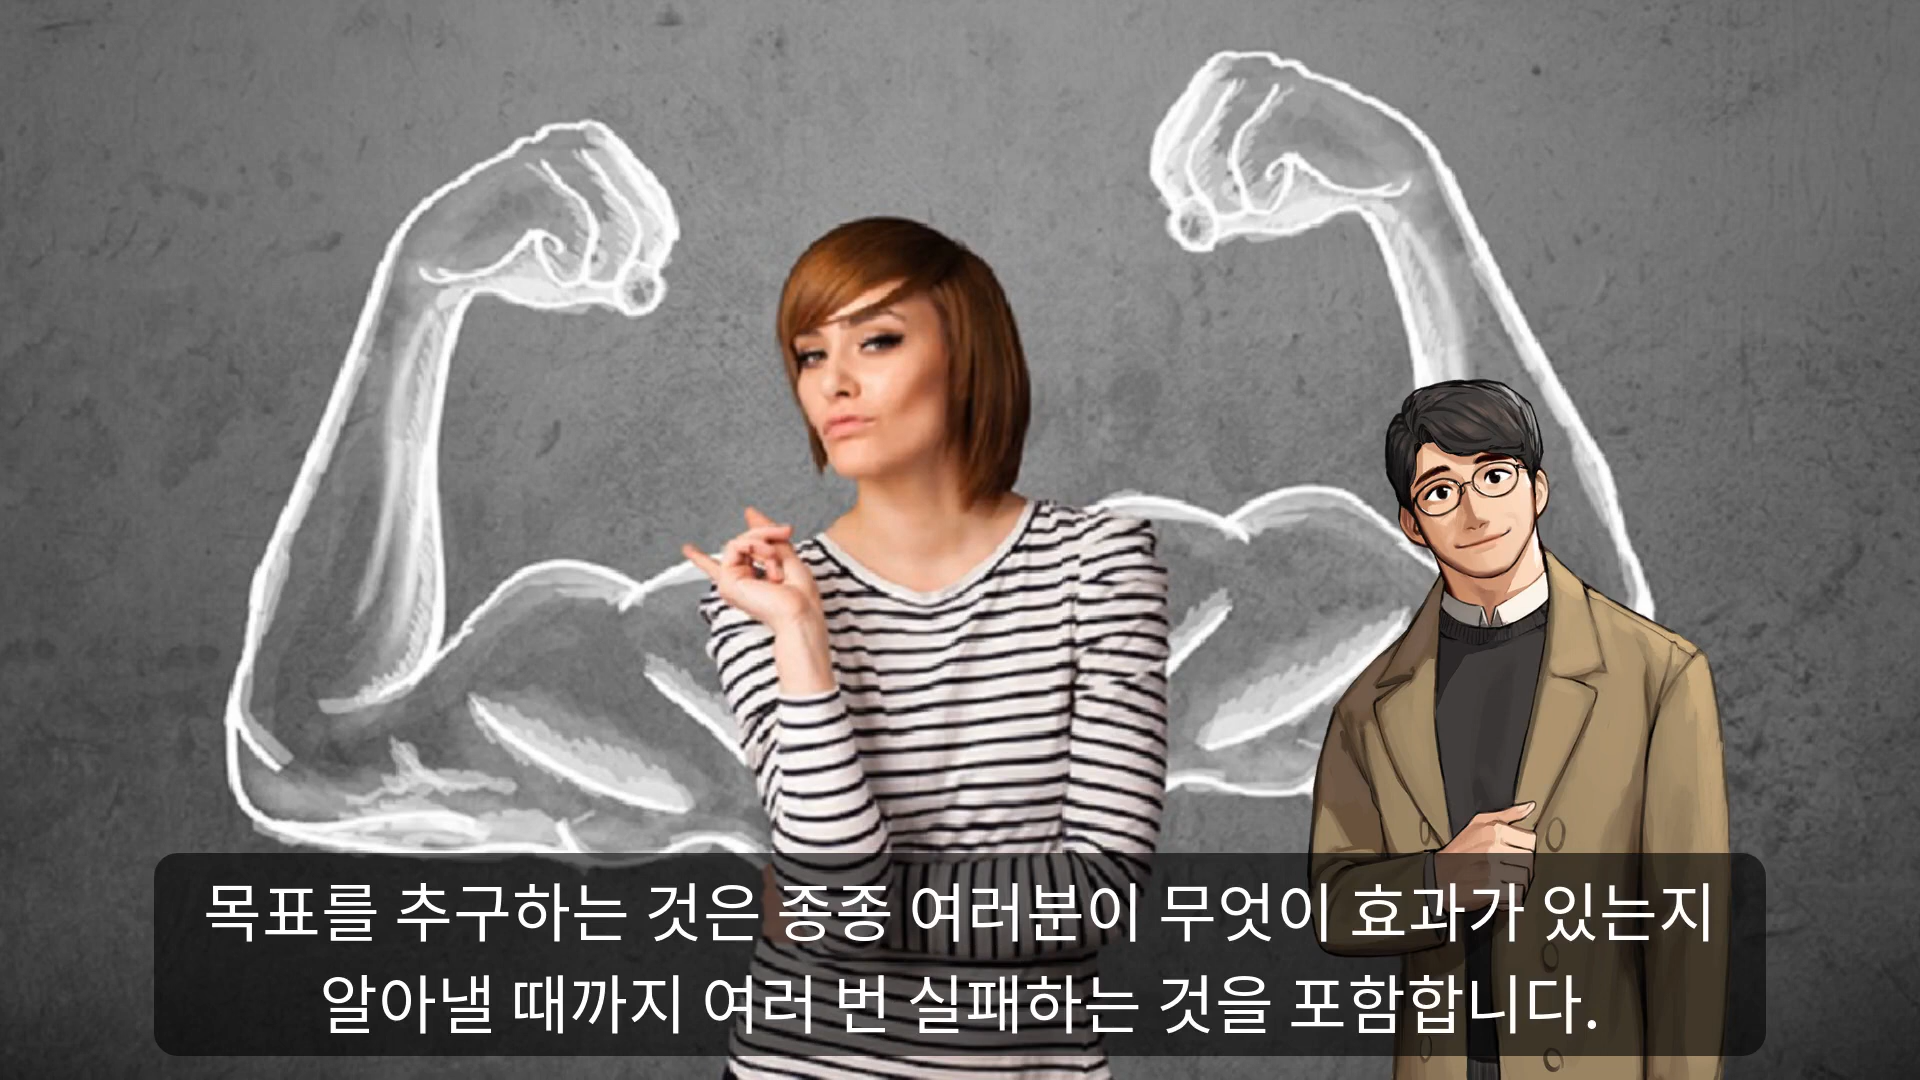 목표를 추구하는 것은 종종 여러분이 무엇이 효과가 있는지
알아낼 때까지 여러 번 실패하는 것을 포함합니다.